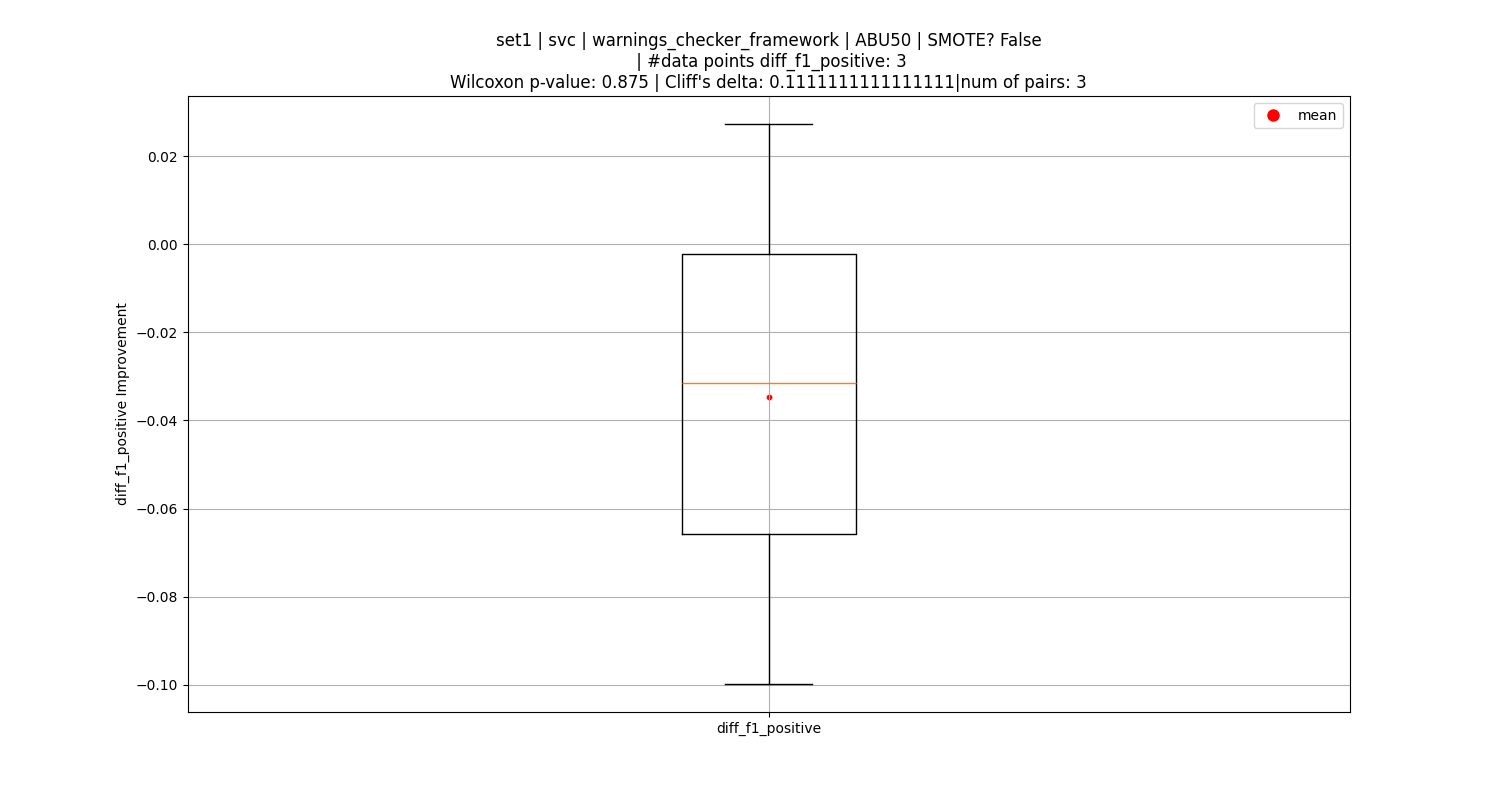 set1 | svc | warnings_checker_framework | ABU50 | SMOTE? False
| #data points diff_f1_positive: 3
Wilcoxon p-value: 0.875 | Cliff's delta: 0.1111111111111111|num of pairs: 3
mean
0.02
0.00
−0.02
−0.04
−0.06
−0.08
−0.10
diff_f1_positive Improvement
diff_f1_positive